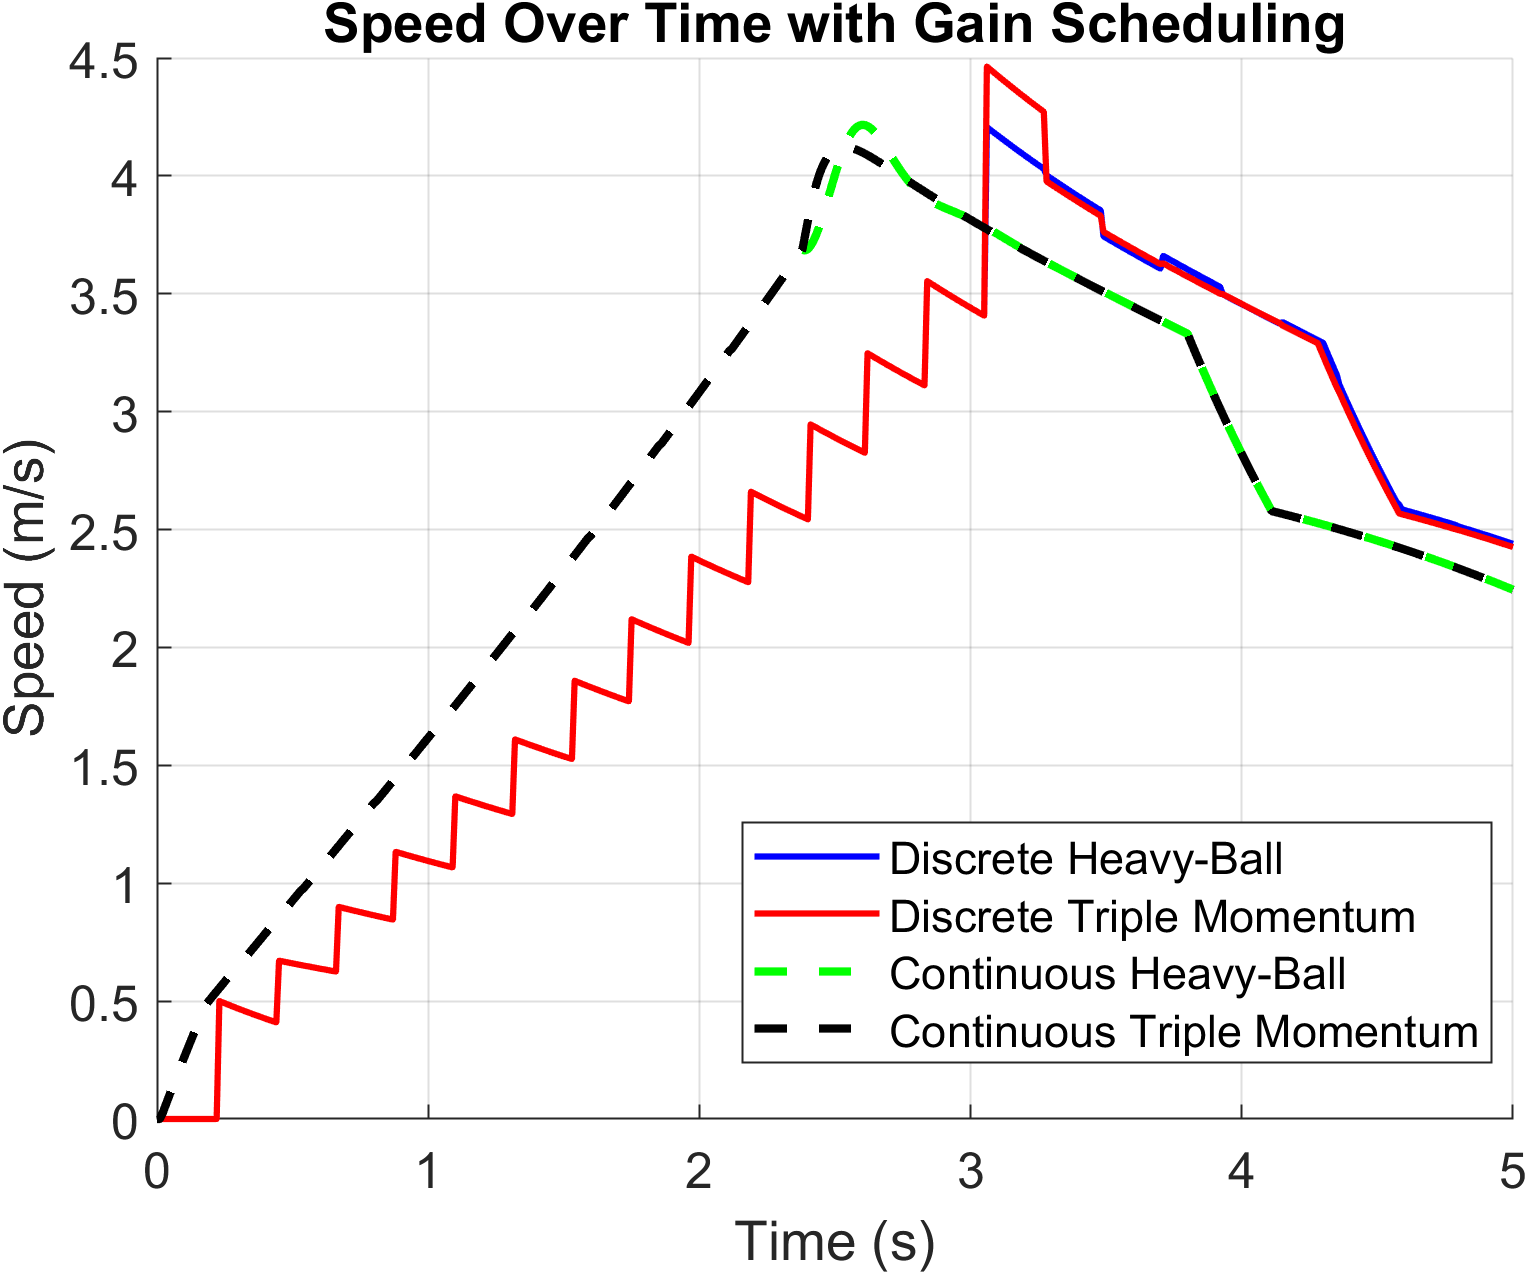 Speed Over Time with Gain Scheduling
4.5
4
3.5
3
2.5
2
1.5
1
0.5
0
Speed (m/s)
Discrete Heavy-Ball
Discrete Triple Momentum
Continuous Heavy-Ball
Continuous Triple Momentum
0 1 2 3 4 5
Time (s)